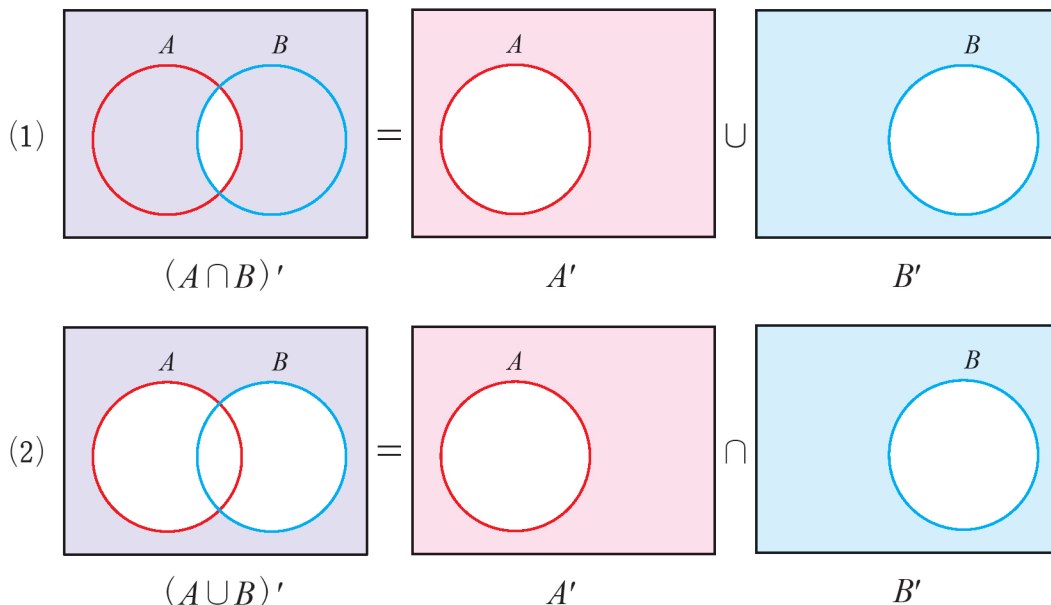 A B A B
(1) = ∪
(A∩B)′ A′ B′
A B A B
(2) = ∩
(A∪B)′ A′ B′